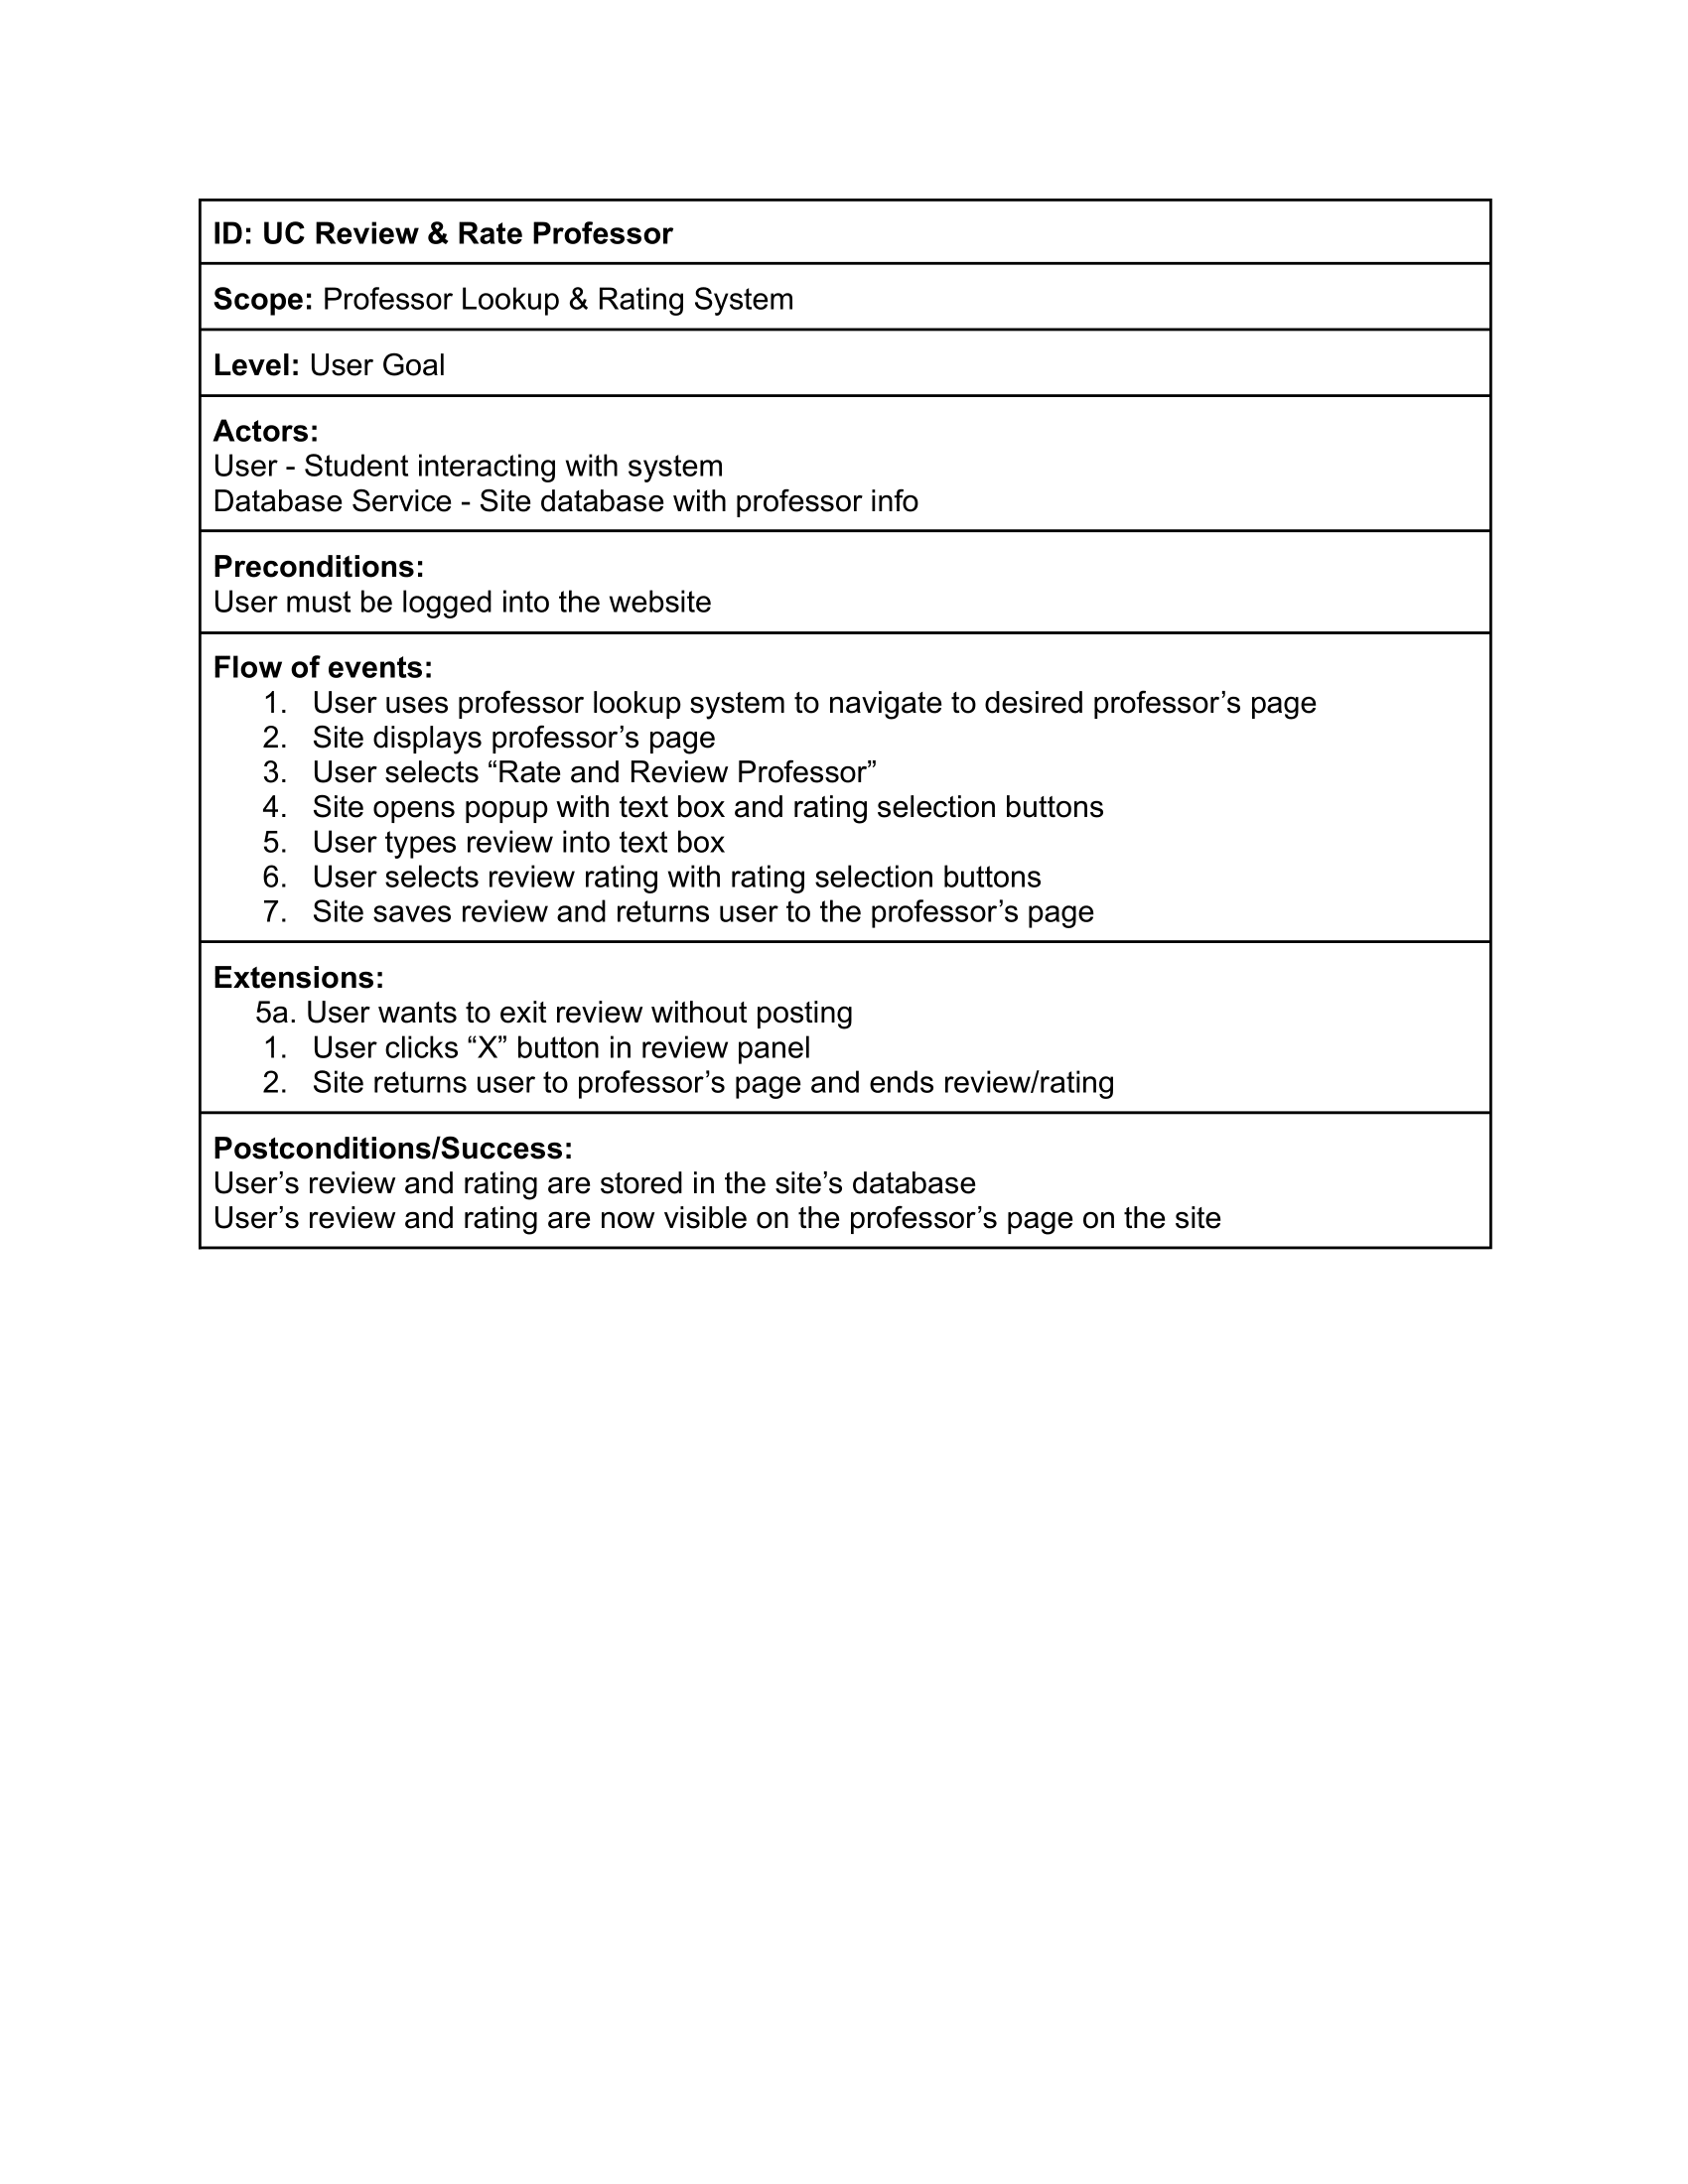 ID: UC Review & Rate Professor
Scope: Professor Lookup & Rating System
Level: User Goal
Actors:
User - Student interacting with system
Database Service - Site database with professor info
Preconditions:
User must be logged into the website
Flow of events:
1. User uses professor lookup system to navigate to desired professor’s page
2. Site displays professor’s page
3. User selects “Rate and Review Professor”
4. Site opens popup with text box and rating selection buttons
5. User types review into text box
6. User selects review rating with rating selection buttons
7. Site saves review and returns user to the professor’s page
Extensions:
5a. User wants to exit review without posting
1. User clicks “X” button in review panel
2. Site returns user to professor’s page and ends review/rating
Postconditions/Success:
User’s review and rating are stored in the site’s database
User’s review and rating are now visible on the professor’s page on the site